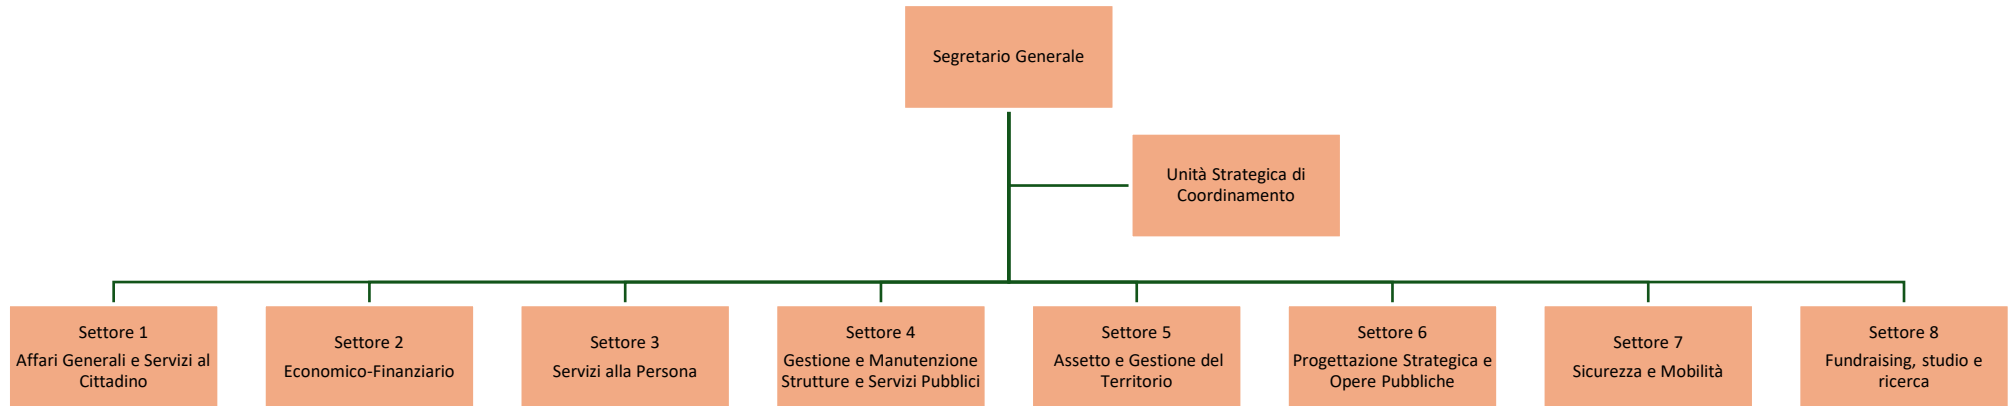 Segretario Generale
Unità Strategica di
Coordinamento
Settore 1
Affari Generali e Servizi al
Cittadino
Settore 2
Economico-Finanziario
Settore 3
Servizi alla Persona
Settore 4
Gestione e Manutenzione
Strutture e Servizi Pubblici
Settore 5
Assetto e Gestione del
Territorio
Settore 6
Progettazione Strategica e
Opere Pubbliche
Settore 7
Sicurezza e Mobilità
Settore 8
Fundraising, studio e
ricerca